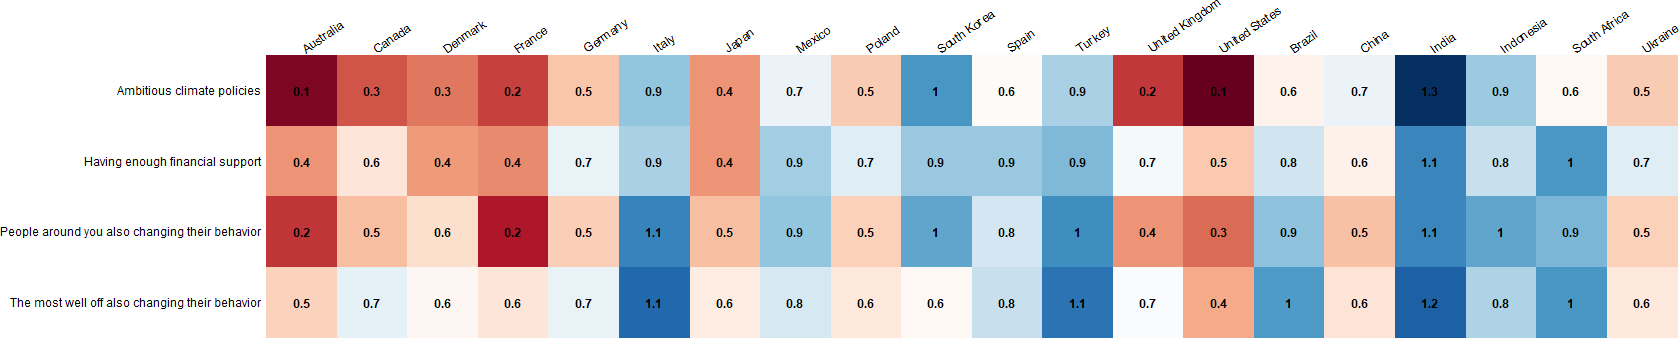 Australia Canada Denmark France Germany Italy Japan Mexico Poland South Korea Spain Turkey United Kingdom United States Brazil China India Indonesia South Africa Ukraine
Ambitious climate policies 0.1 0.3 0.3 0.2 0.5 0.9 0.4 0.7 0.5 1 0.6 0.9 0.2 0.1 0.6 0.7 1.3 0.9 0.6 0.5
Having enough financial support 0.4 0.6 0.4 0.4 0.7 0.9 0.4 0.9 0.7 0.9 0.9 0.9 0.7 0.5 0.8 0.6 1.1 0.8 1 0.7
People around you also changing their behavior 0.2 0.5 0.6 0.2 0.5 1.1 0.5 0.9 0.5 1 0.8 1 0.4 0.3 0.9 0.5 1.1 1 0.9 0.5
The most well off also changing their behavior 0.5 0.7 0.6 0.6 0.7 1.1 0.6 0.8 0.6 0.6 0.8 1.1 0.7 0.4 1 0.6 1.2 0.8 1 0.6